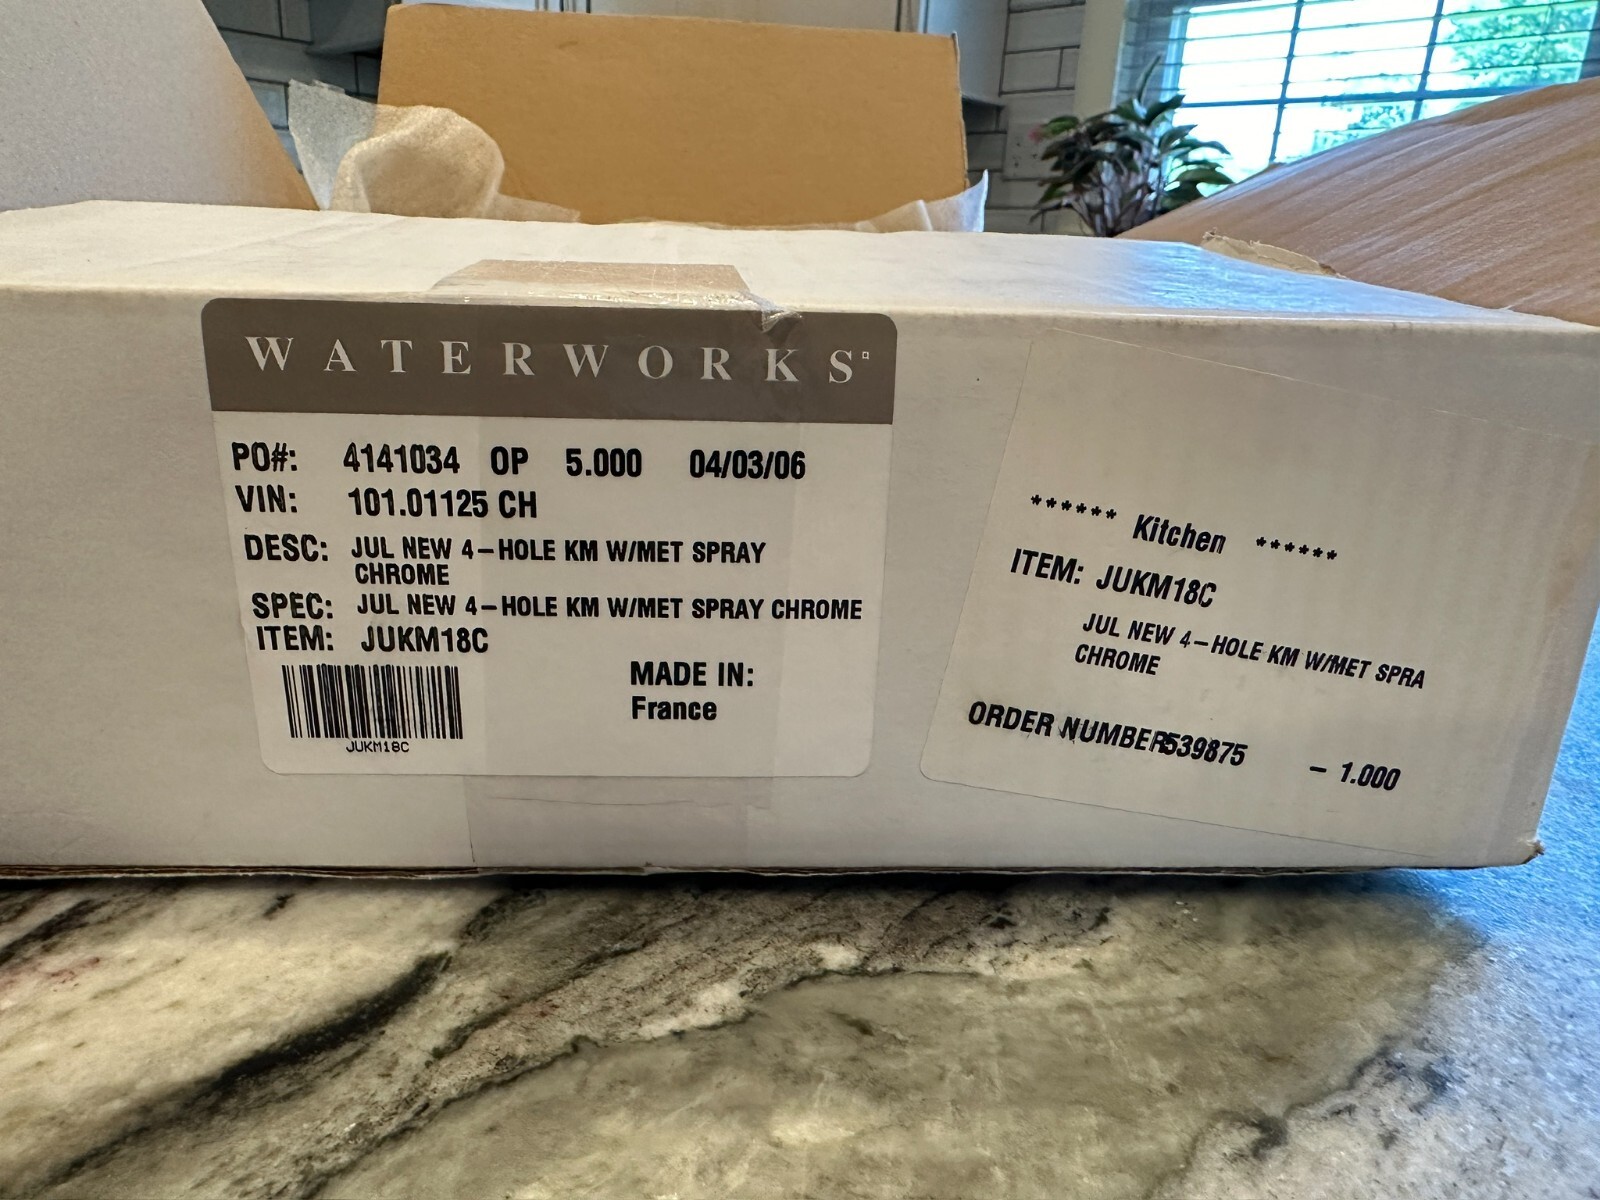 WATERWORKS
PO#: 4141034 OP 5.000 04/03/06
VIN: 101.01125 CH
DESC: JUL NEW 4-HOLE KM W/MET SPRAY
CHROME
SPEC: JUL NEW 4-HOLE KM W/MET SPRAY CHROME
ITEM: JUKM18C
JUKM18C
MADE IN:
France
****** Kitchen ******
ITEM: JUKM18C
JUL NEW 4-HOLE KM W/MET SPRA
CHROME
ORDER NUMBER539875 - 1.000